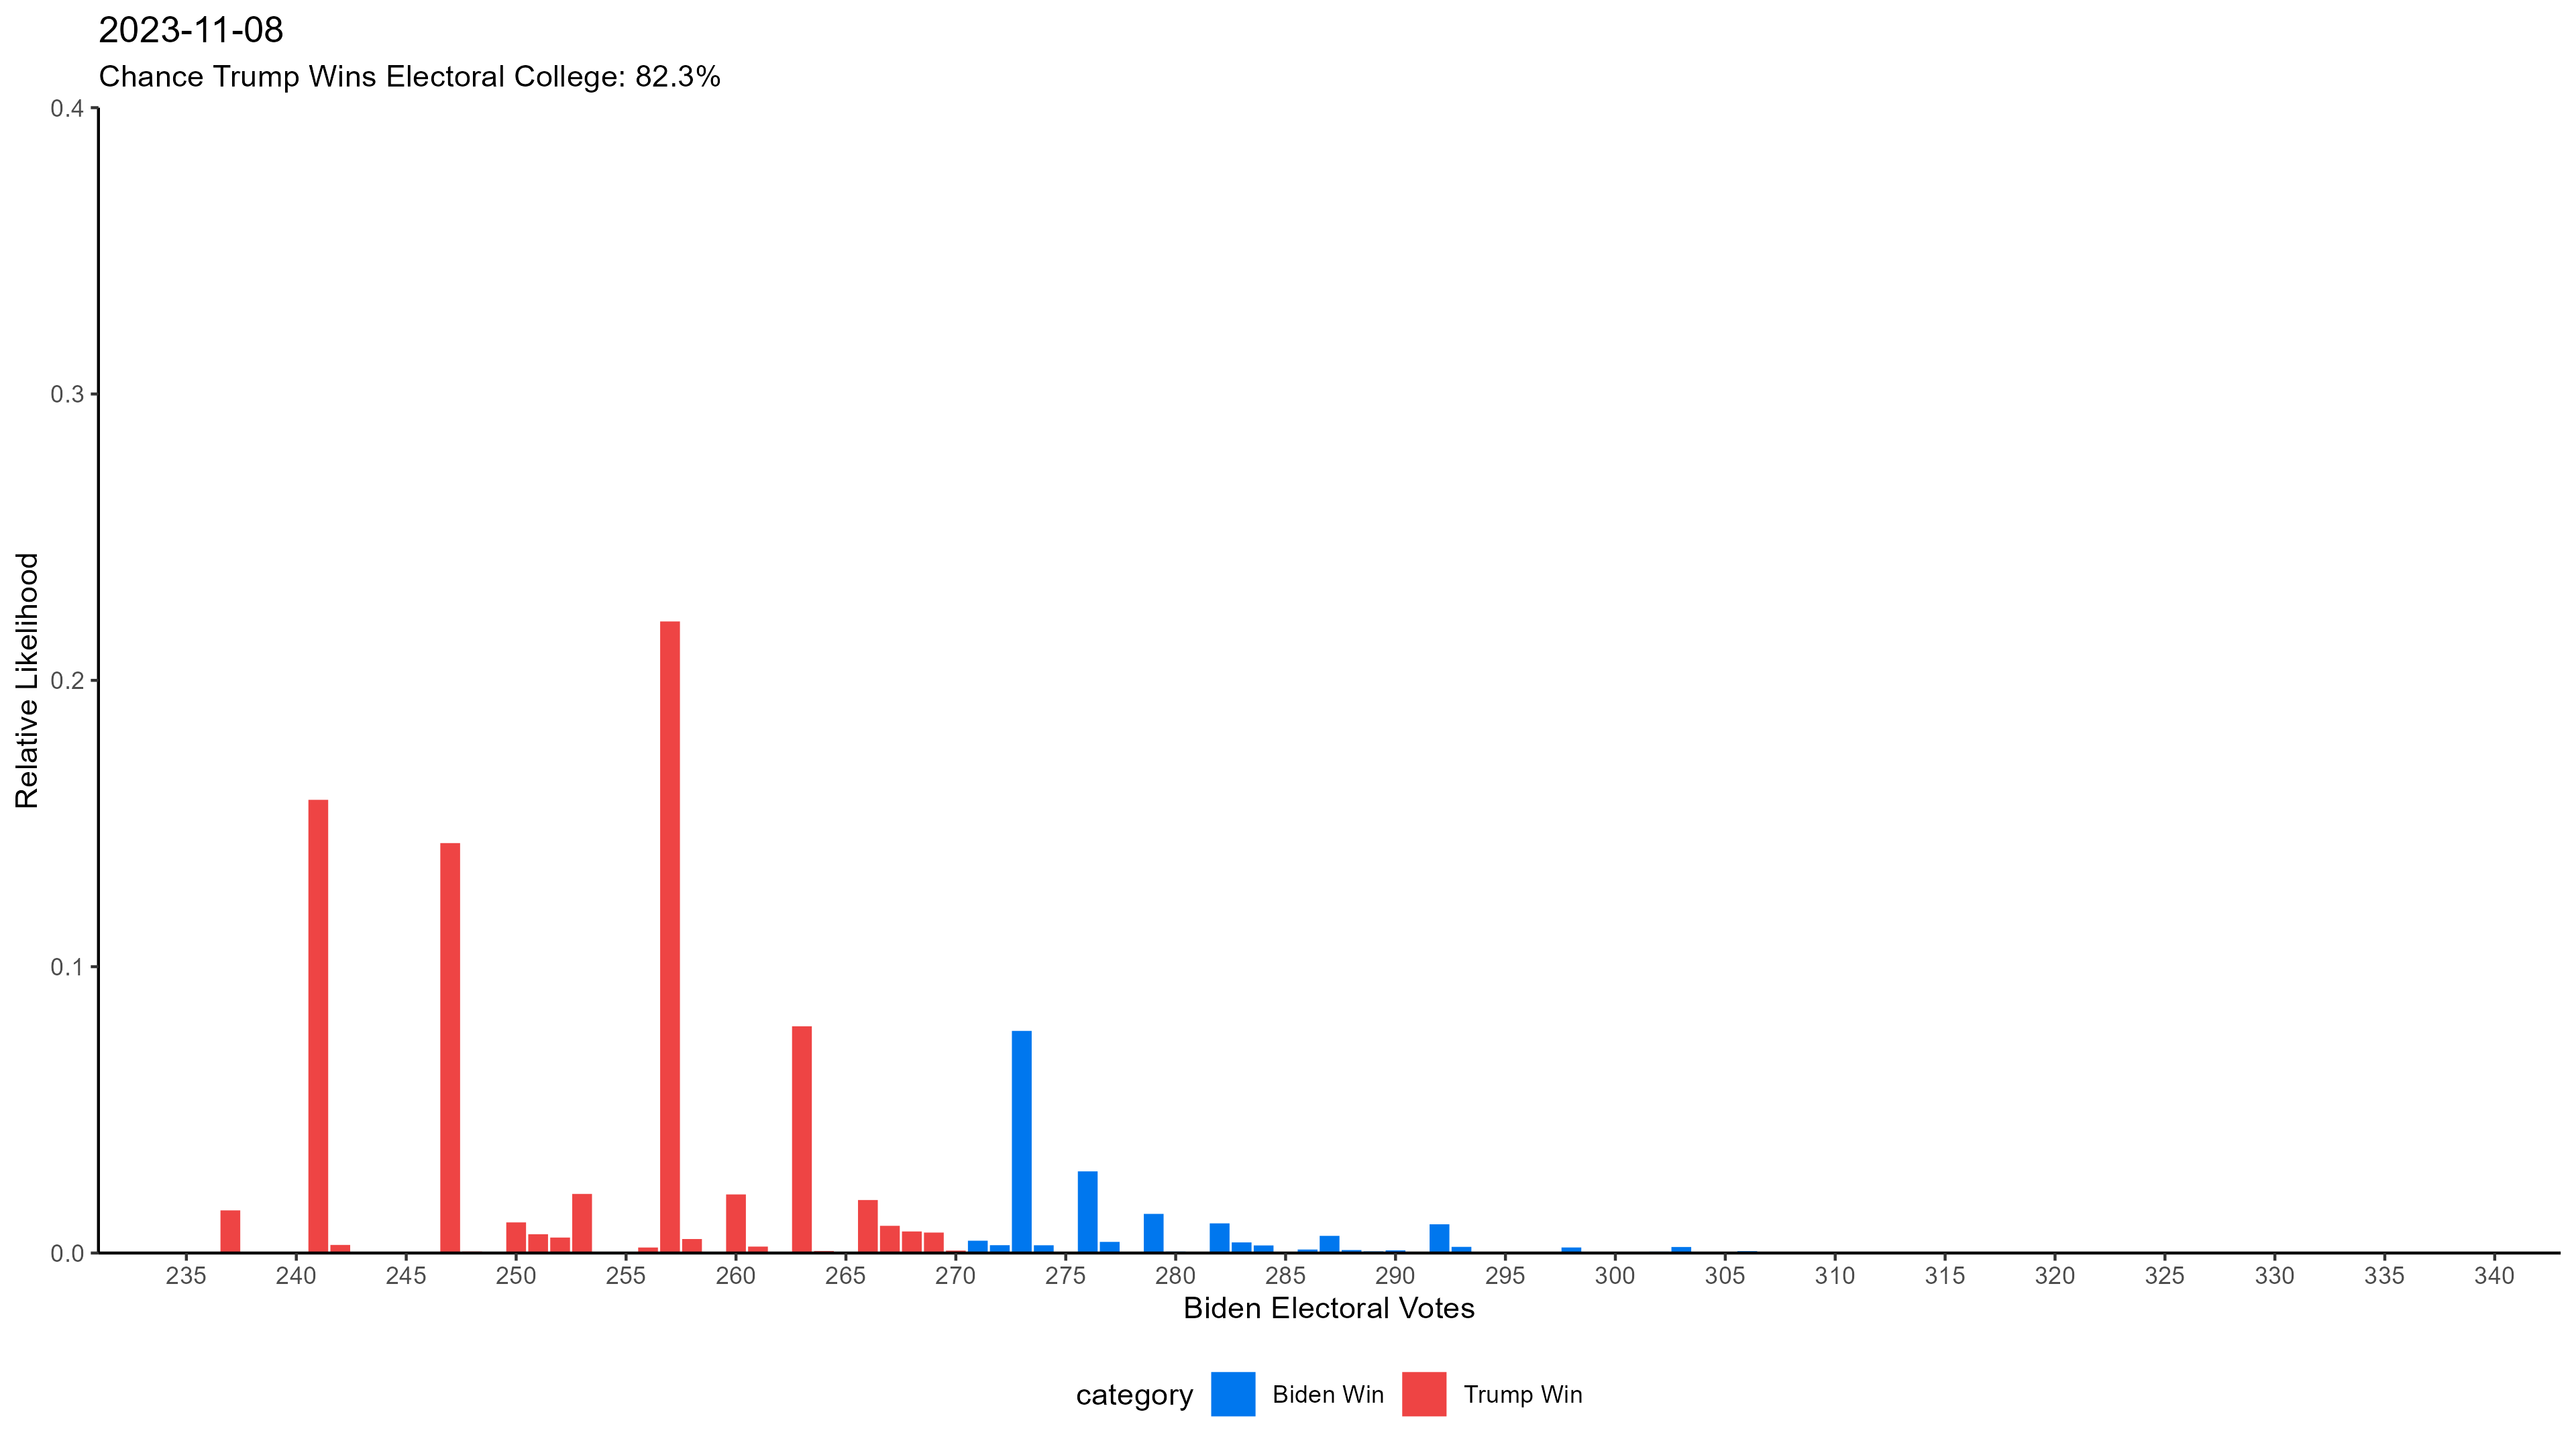 2023-11-08
Chance Trump Wins Electoral College: 82.3%
0.4
0.3
0.2
0.1
0.0
Relative Likelihood
235 240 245 250 255 260 265 270 275 280 285 290 295 300 305 310 315 320 325 330 335 340
Biden Electoral Votes
category Biden Win Trump Win